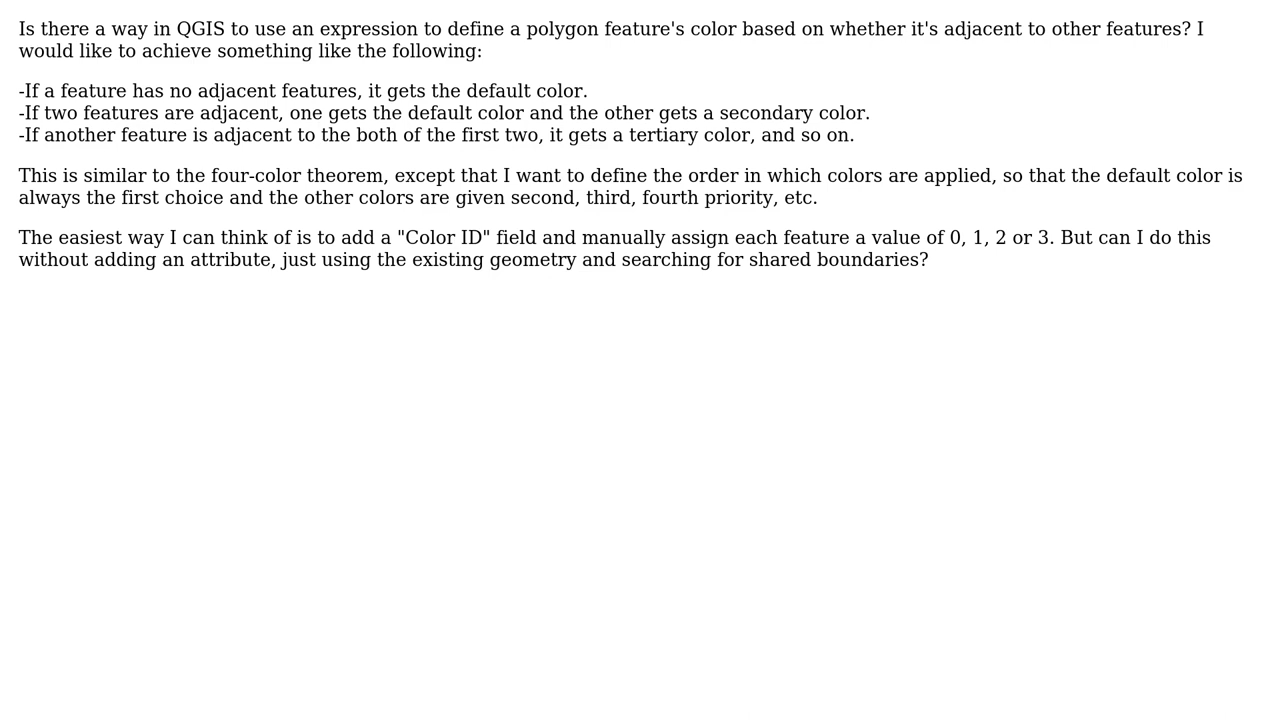 Is there a way in QGIS to use an expression to define a polygon feature's color based on whether it's adjacent to other features? I
would like to achieve something like the following:
-If a feature has no adjacent features, it gets the default color.
-If two features are adjacent, one gets the default color and the other gets a secondary color.
-If another feature is adjacent to the both of the first two, it gets a tertiary color, and so on.
This is similar to the four-color theorem, except that I want to define the order in which colors are applied, so that the default color is
always the first choice and the other colors are given second, third, fourth priority, etc.
The easiest way I can think of is to add a "Color ID" field and manually assign each feature a value of 0, 1, 2 or 3. But can I do this
without adding an attribute, just using the existing geometry and searching for shared boundaries?